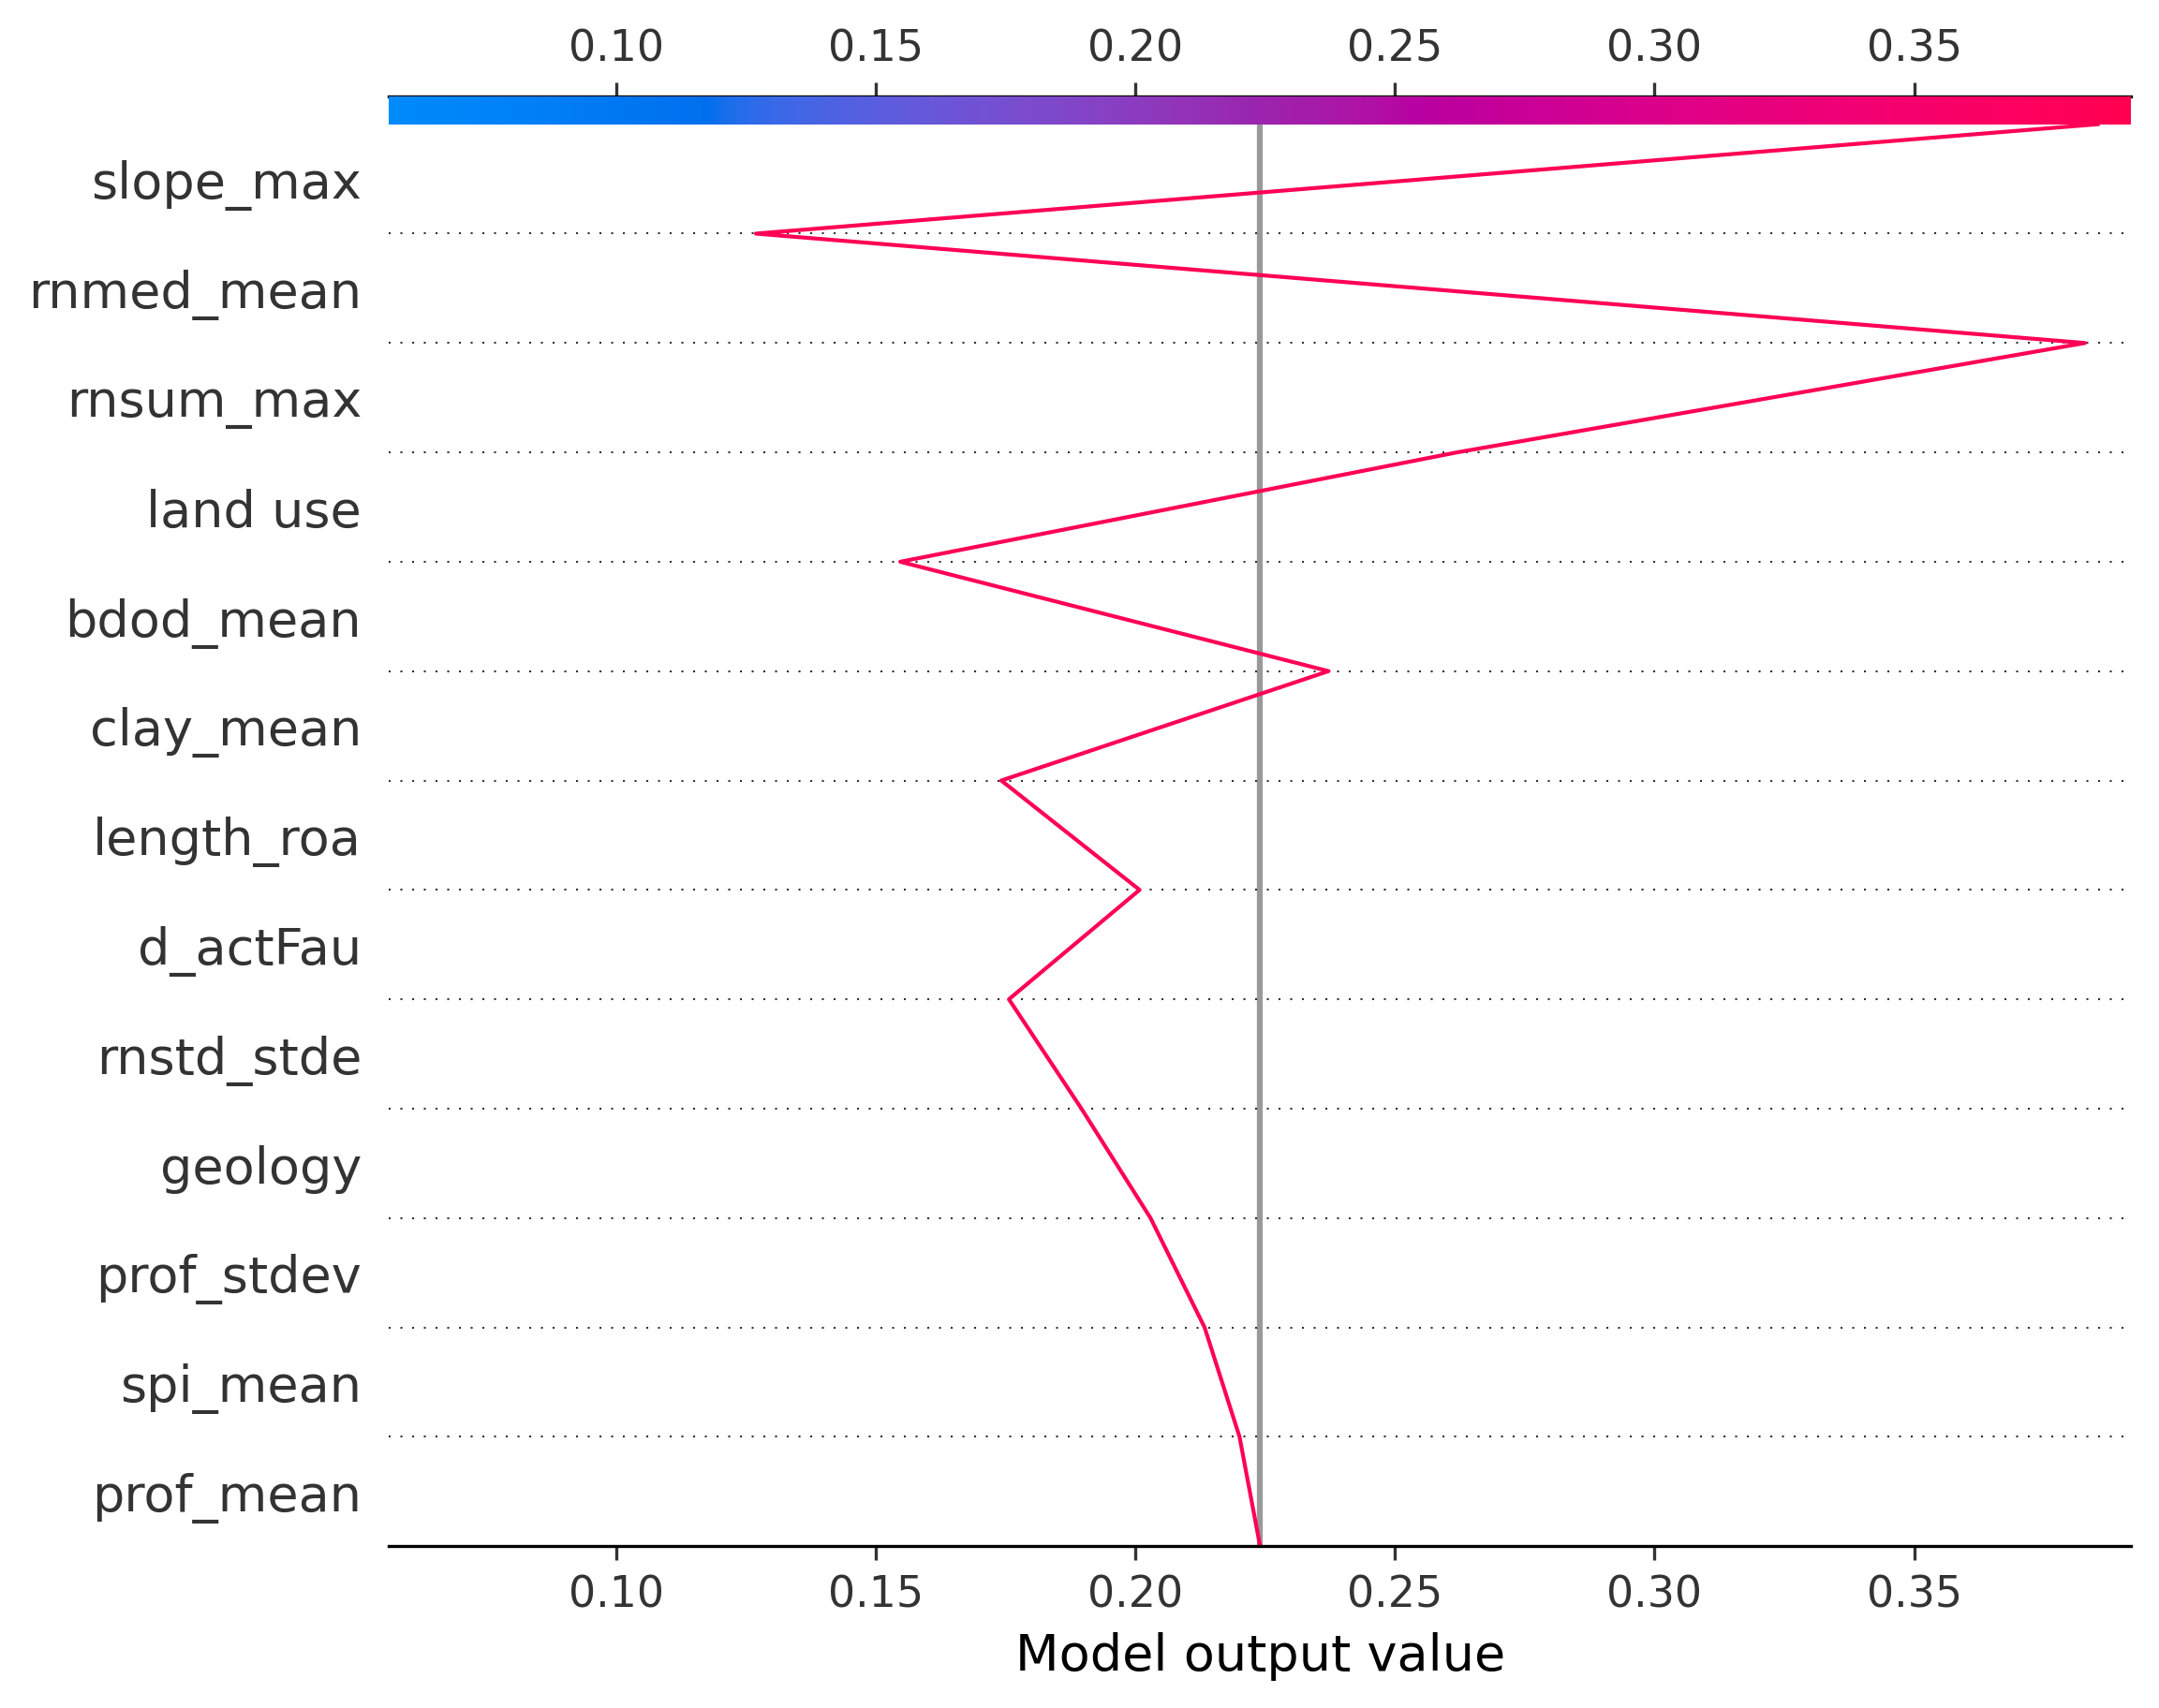 0.10 0.15 0.20 0.25 0.30 0.35
slope_max
rnmed_mean
rnsum_max
land use
bdod_mean
clay_mean
length_roa
d_actFau
rnstd_stde
geology
prof_stdev
spi_mean
prof_mean
0.10 0.15 0.20 0.25 0.30 0.35
Model output value